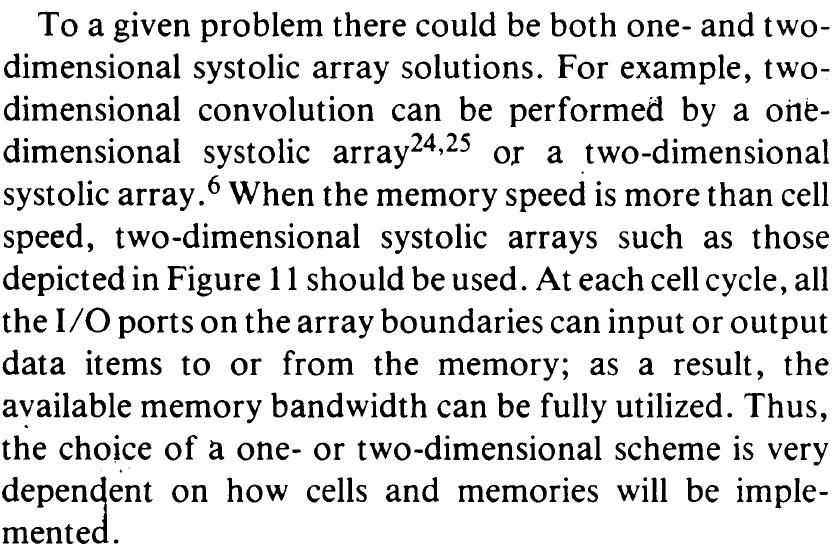 To a given problem there could be both one- and two-
dimensional systolic array solutions. For example, two-
dimensional convolution can be performed by a one-
dimensional systolic array24,25 or a two-dimensional
systolic array.6 When the memory speed is more than cell
speed, two-dimensional systolic arrays such as those
depicted in Figure 11 should be used. At each cell cycle, all
the I/O ports on the array boundaries can input or output
data items to or from the memory; as a result, the
available memory bandwidth can be fully utilized. Thus,
the choice of a one- or two-dimensional scheme is very
dependent on how cells and memories will be imple-
mented.